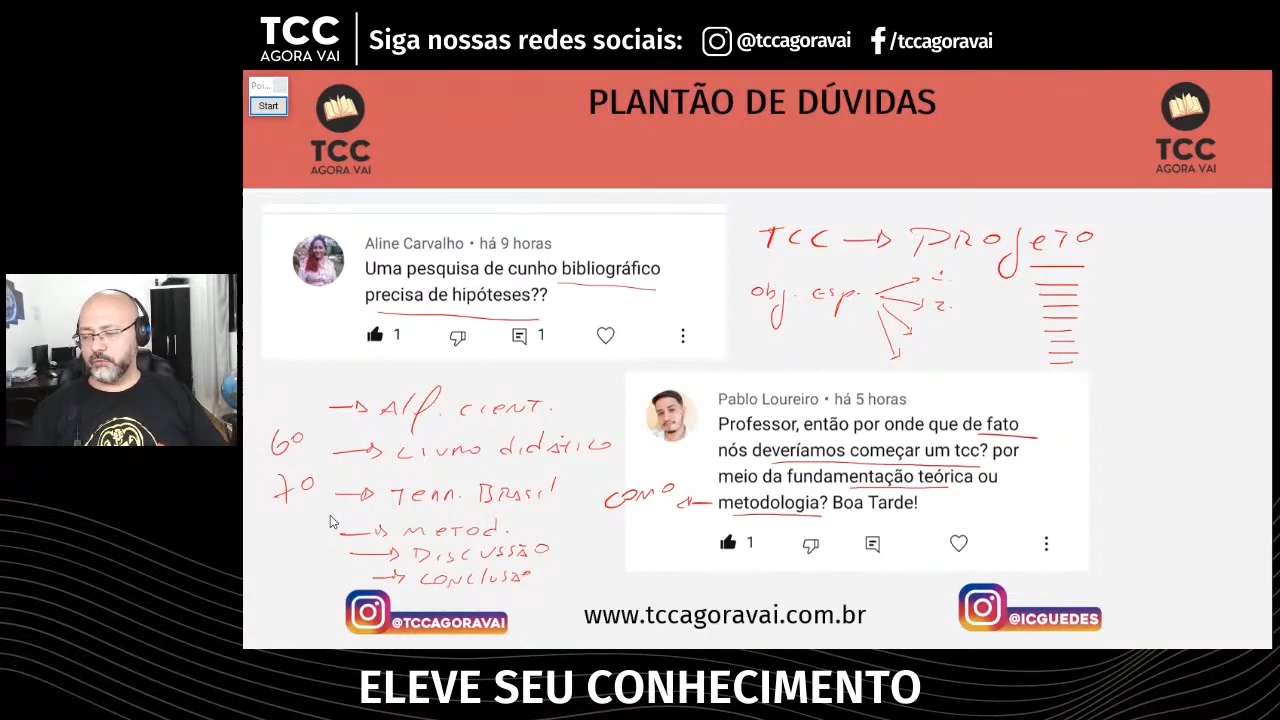 TCC
AGORA VAI
Siga nossas redes sociais:
@tccagoravai
/tccagoravai
Poi...
Start
TCC
AGORA VAI
PLANTÃO DE DÚVIDAS
TCC
AGORA VAI
Aline Carvalho • há 9 horas
Uma pesquisa de cunho bibliográfico
precisa de hipóteses??
1
1
TCC → PROJETO
Obj. esp.
1.
2.
→ Alf. cient.
6º → Livro didático
7º → Terr. Brasil
→ metod.
→ Discussão
→ conclusão
Pablo Loureiro • há 5 horas
Professor, então por onde que de fato
nós deveríamos começar um tcc? por
meio da fundamentação teórica ou
como
metodologia? Boa Tarde!
1
@TCCAGORAVAI
www.tccagoravai.com.br
@ICGUEDES
ELEVE SEU CONHECIMENTO